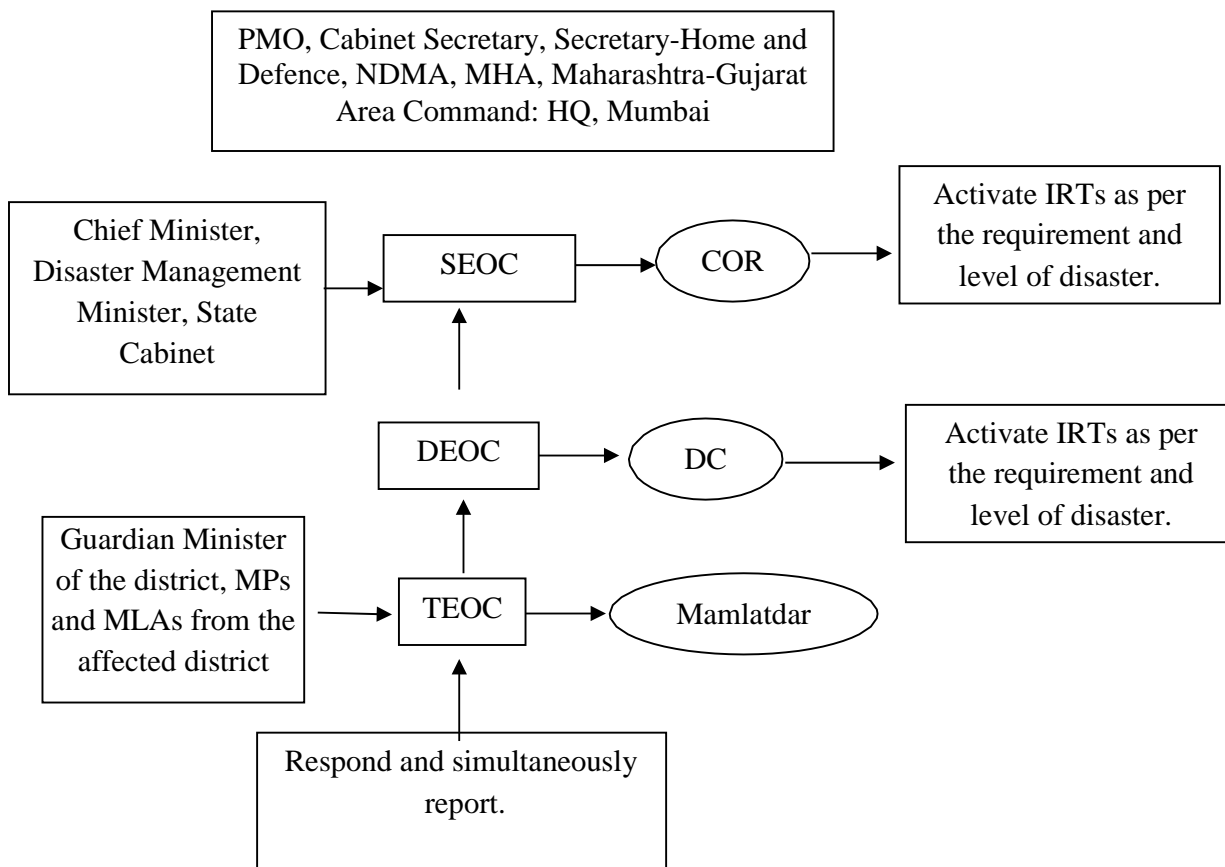 PMO, Cabinet Secretary, Secretary-Home and
Defence, NDMA, MHA, Maharashtra-Gujarat
Area Command: HQ, Mumbai
Chief Minister,
Disaster Management
Minister, State
Cabinet
SEOC
COR
Activate IRTs as per
the requirement and
level of disaster.
DEOC
DC
Activate IRTs as per
the requirement and
level of disaster.
Guardian Minister
of the district, MPs
and MLAs from the
affected district
TEOC
Mamlatdar
Respond and simultaneously
report.